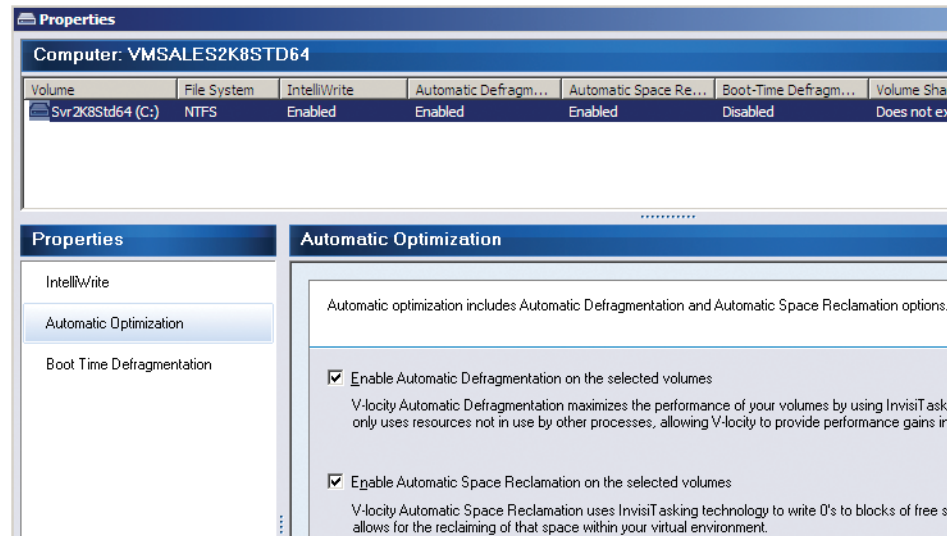 Properties
Computer: VMSALES2K8STD64
Volume File System IntelliWrite Automatic Defragm... Automatic Space Re... Boot-Time Defragm... Volume Sha
Svr2K8Std64 (C:) NTFS Enabled Enabled Enabled Disabled Does not ex
Properties
Automatic Optimization
IntelliWrite
Automatic Optimization
Boot Time Defragmentation
Automatic optimization includes Automatic Defragmentation and Automatic Space Reclamation options.
Enable Automatic Defragmentation on the selected volumes
V-locity Automatic Defragmentation maximizes the performance of your volumes by using InvisiTask
only uses resources not in use by other processes, allowing V-locity to provide performance gains in
Enable Automatic Space Reclamation on the selected volumes
V-locity Automatic Space Reclamation uses InvisiTasking technology to write 0's to blocks of free s
allows for the reclaiming of that space within your virtual environment.